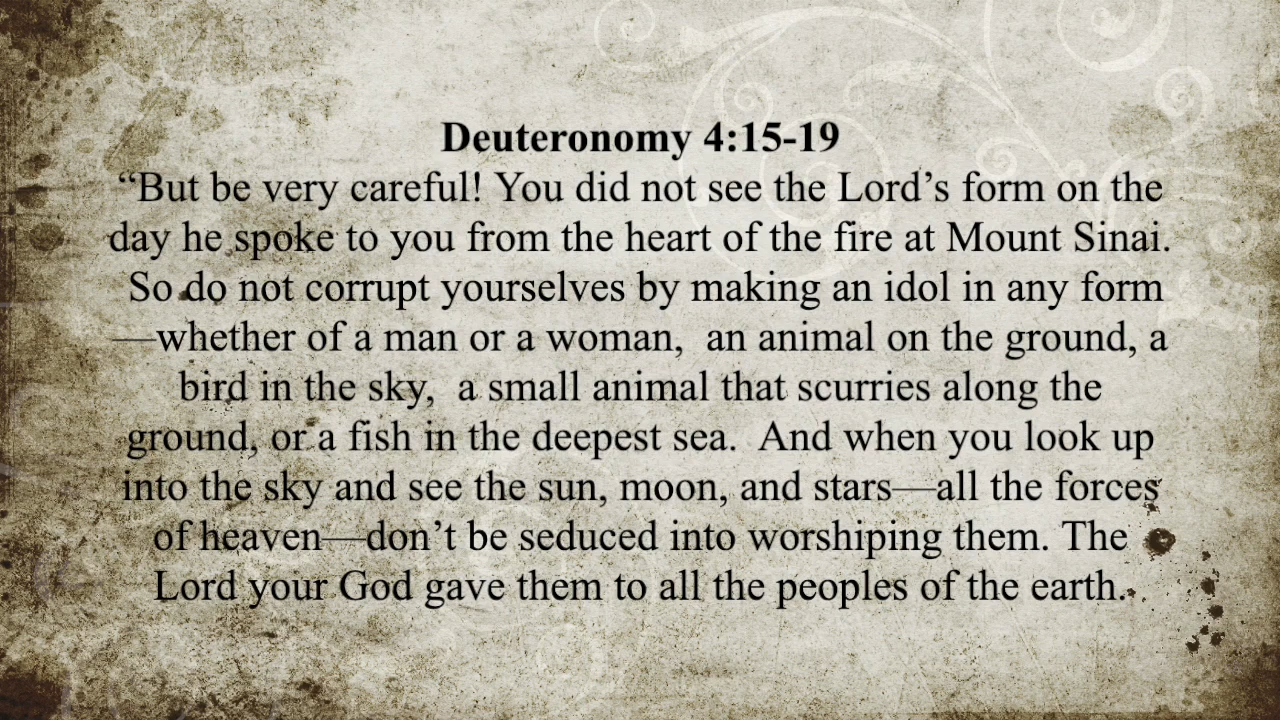 Deuteronomy 4:15-19
“But be very careful! You did not see the Lord’s form on the
day he spoke to you from the heart of the fire at Mount Sinai.
So do not corrupt yourselves by making an idol in any form
—whether of a man or a woman,  an animal on the ground, a
bird in the sky,  a small animal that scurries along the
ground, or a fish in the deepest sea.  And when you look up
into the sky and see the sun, moon, and stars—all the forces
of heaven—don’t be seduced into worshiping them. The
Lord your God gave them to all the peoples of the earth.